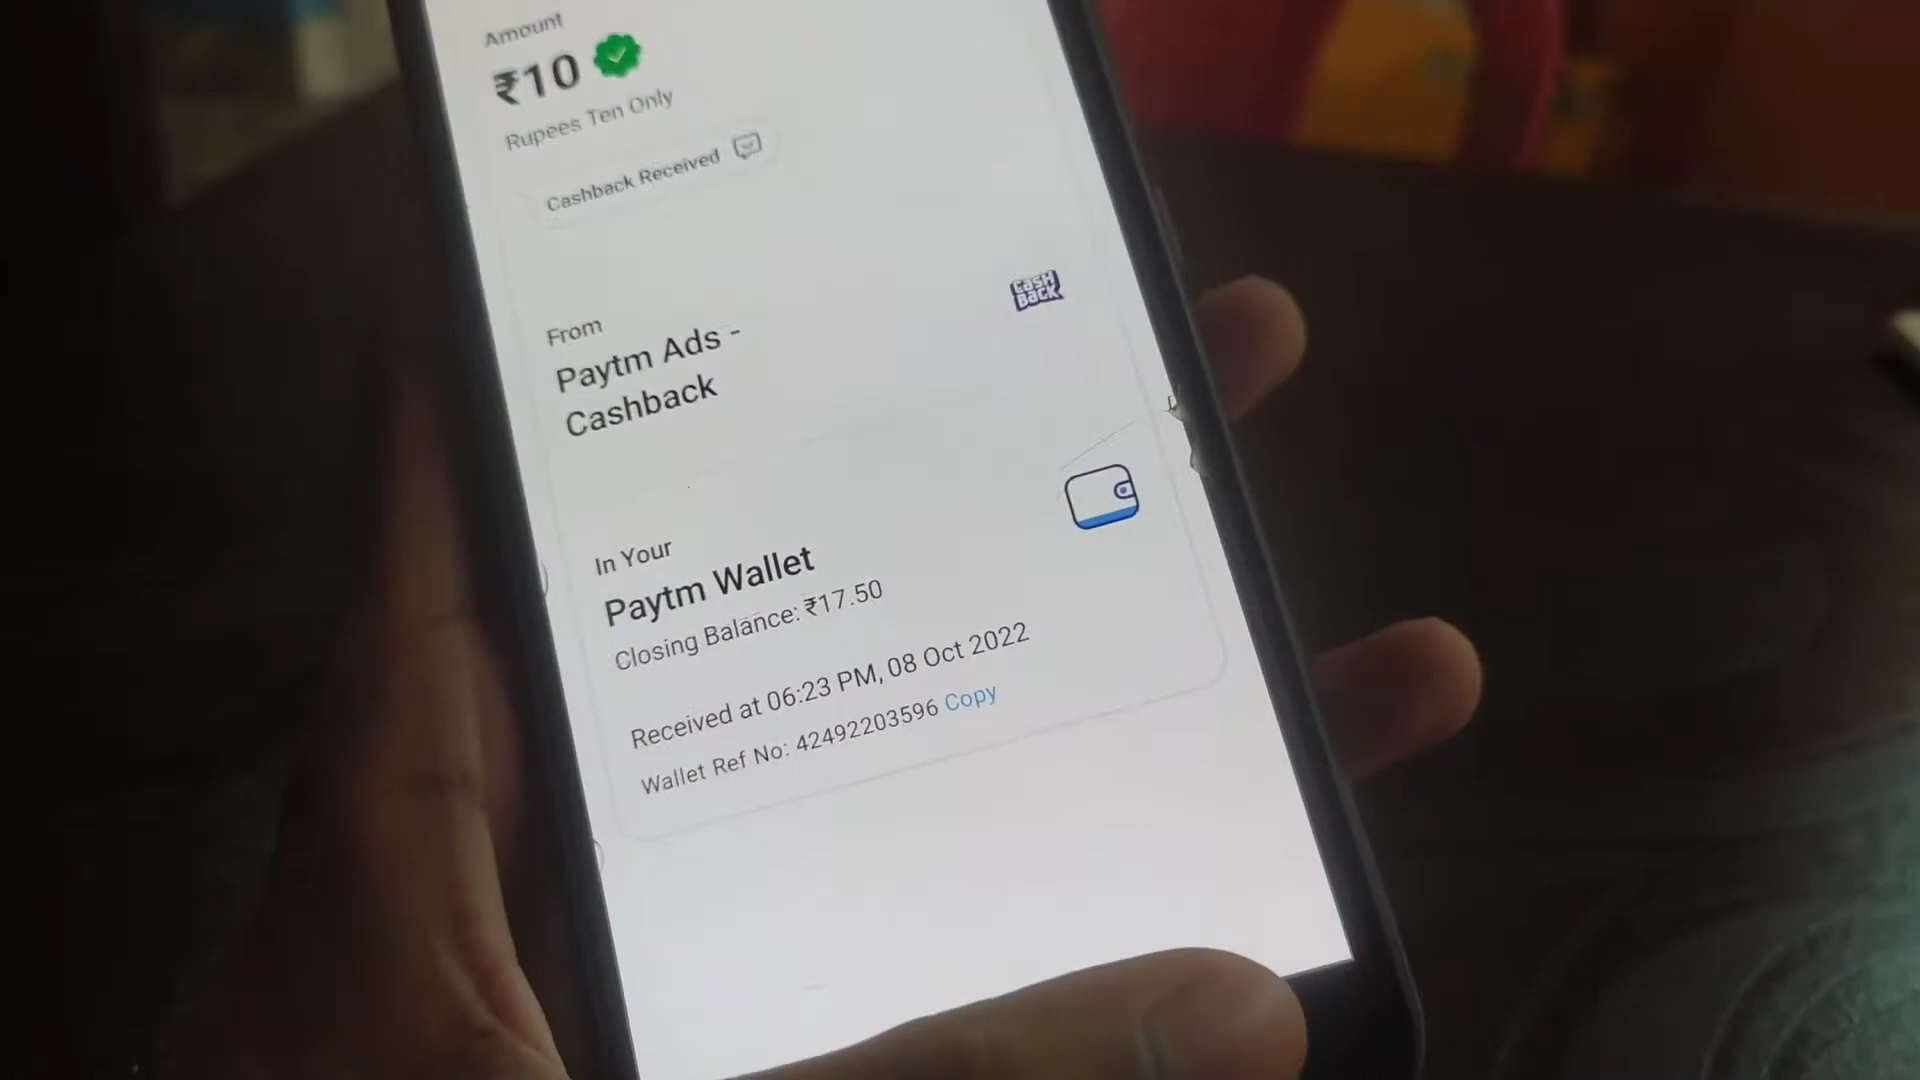 Amount
₹10
Rupees Ten Only
Cashback Received
CASH
BACK
From
Paytm Ads -
Cashback
In Your
Paytm Wallet
Closing Balance: ₹17.50
Received at 06:23 PM, 08 Oct 2022
Wallet Ref No: 42492203596 Copy